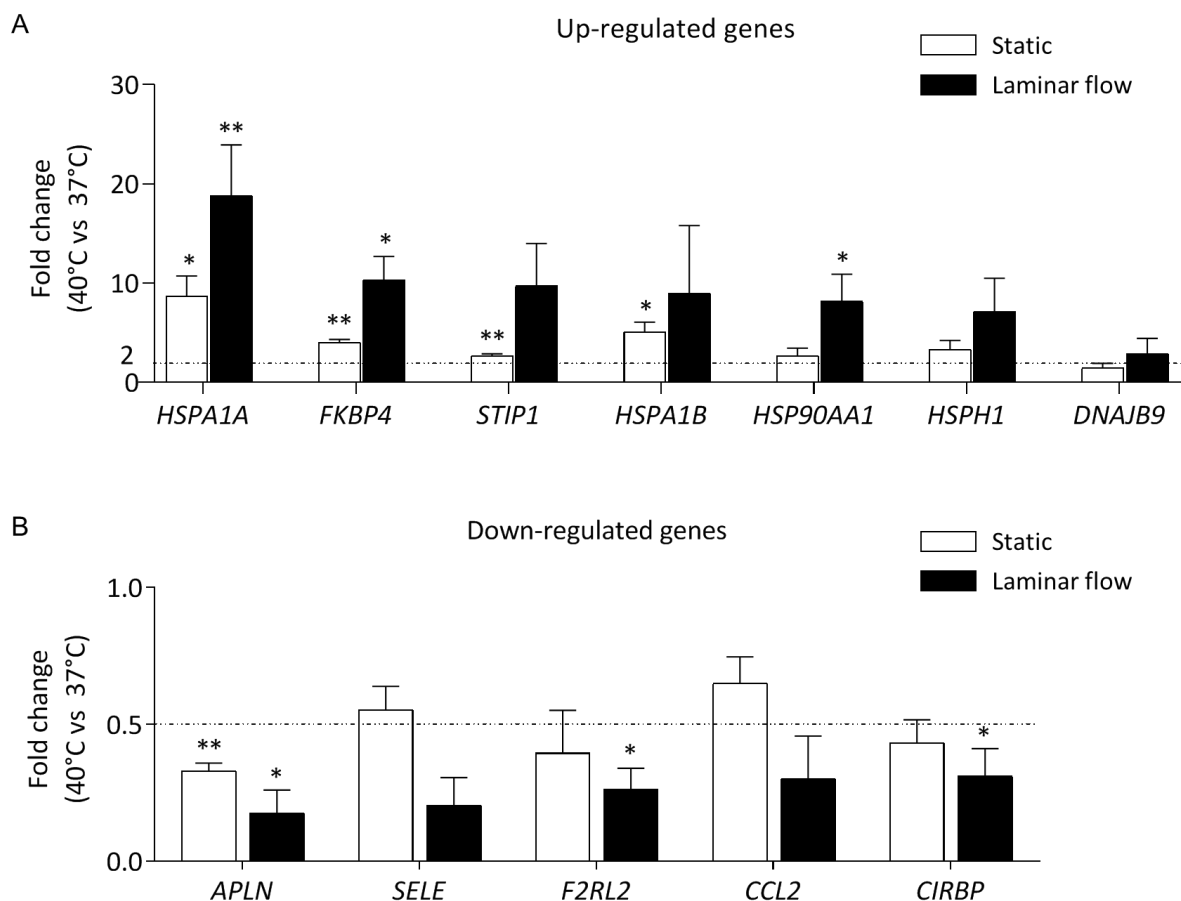 A
Up-regulated genes
Static
Laminar flow
Fold change
(40°C vs 37°C)
30
20
10
2
0
*
**
**
*
**
*
*
HSPA1A
FKBP4
STIP1
HSPA1B
HSP90AA1
HSPH1
DNAJB9
B
Down-regulated genes
Static
Laminar flow
Fold change
(40°C vs 37°C)
1.0
0.5
0.0
**
*
*
*
APLN
SELE
F2RL2
CCL2
CIRBP